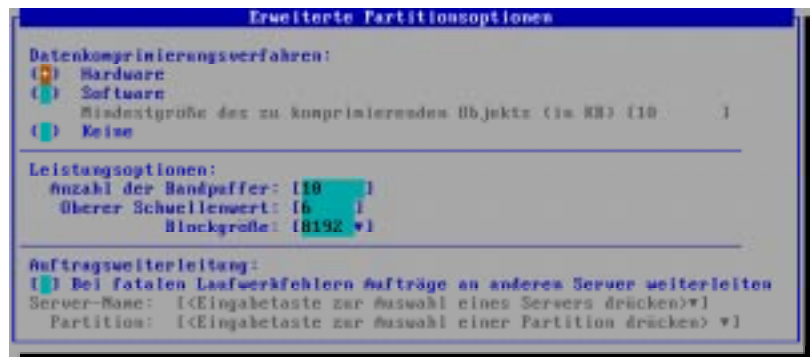 Erweiterte Partitionsoptionen
Datenkomprimierungsverfahren:
(•) Hardware
( ) Software
Mindestgröße des zu komprimierenden Objekts (in KB) [10 ]
( ) Keine
Leistungsoptionen:
Anzahl der Bandpuffer: [10 ]
Oberer Schwellenwert: [6 ]
Blockgröße: [8192 ▼]
Auftragsweiterleitung:
[ ] Bei fatalen Laufwerkfehlern Aufträge an anderen Server weiterleiten
Server-Name: [<Eingabetaste zur Auswahl eines Servers drücken>▼]
Partition: [<Eingabetaste zur Auswahl einer Partition drücken> ▼]